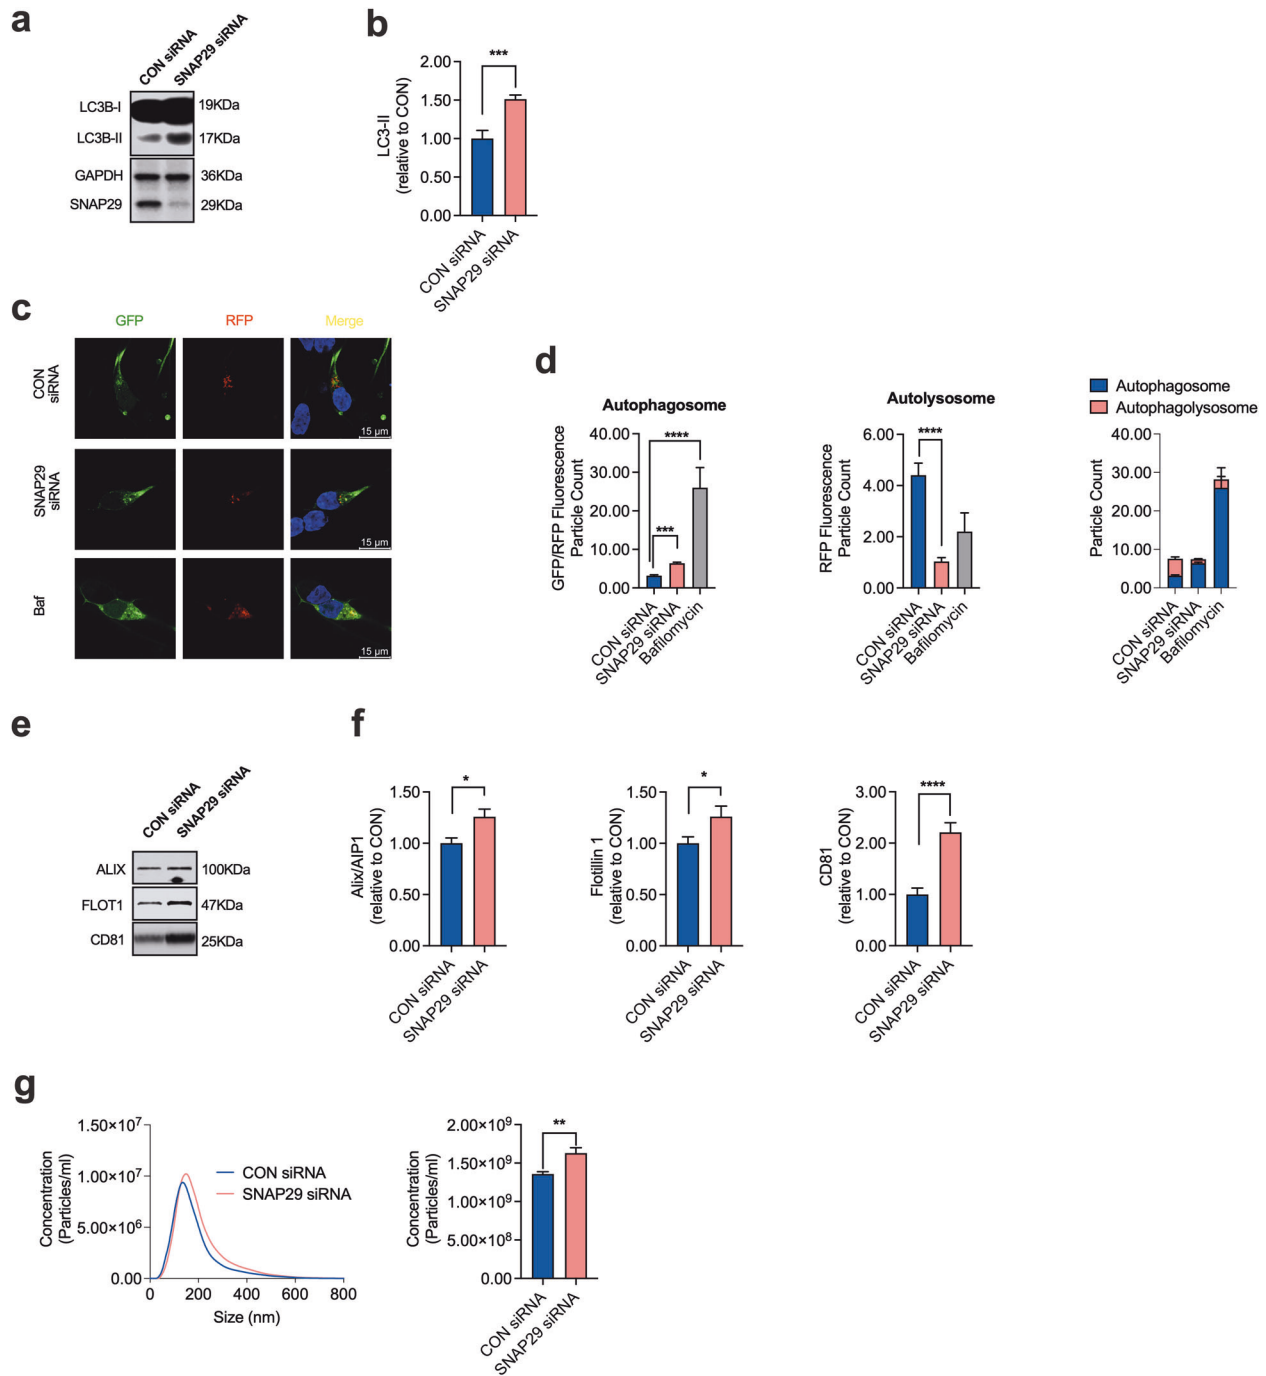 a
CON siRNA
SNAP29 siRNA
LC3B-I
19KDa
LC3B-II
17KDa
GAPDH
36KDa
SNAP29
29KDa
b
***
2.00
1.50
1.00
0.50
0.00
LC3-II
(relative to CON)
CON siRNA
SNAP29 siRNA
c
GFP
RFP
Merge
CON
siRNA
15 µm
SNAP29
siRNA
15 µm
Baf
15 µm
d
Autophagosome
GFP/RFP Fluorescence
Particle Count
40.00
30.00
20.00
10.00
0.00
****
***
CON siRNA
SNAP29 siRNA
Bafilomycin
Autolysosome
RFP Fluorescence
Particle Count
6.00
4.00
2.00
0.00
****
CON siRNA
SNAP29 siRNA
Bafilomycin
Autophagosome
Autophagolysosome
Particle Count
40.00
30.00
20.00
10.00
0.00
CON siRNA
SNAP29 siRNA
Bafilomycin
e
CON siRNA
SNAP29 siRNA
ALIX
100KDa
FLOT1
47KDa
CD81
25KDa
f
Alix/AIP1
(relative to CON)
1.50
1.00
0.50
0.00
*
CON siRNA
SNAP29 siRNA
Flotillin 1
(relative to CON)
1.50
1.00
0.50
0.00
*
CON siRNA
SNAP29 siRNA
CD81
(relative to CON)
3.00
2.00
1.00
0.00
****
CON siRNA
SNAP29 siRNA
g
Concentration
(Particles/ml)
1.50×10⁷
1.00×10⁷
5.00×10⁶
0.00
0
200
400
600
800
Size (nm)
CON siRNA
SNAP29 siRNA
Concentration
(Particles/ml)
2.00×10⁹
1.50×10⁹
1.00×10⁹
5.00×10⁸
0.00
**
CON siRNA
SNAP29 siRNA